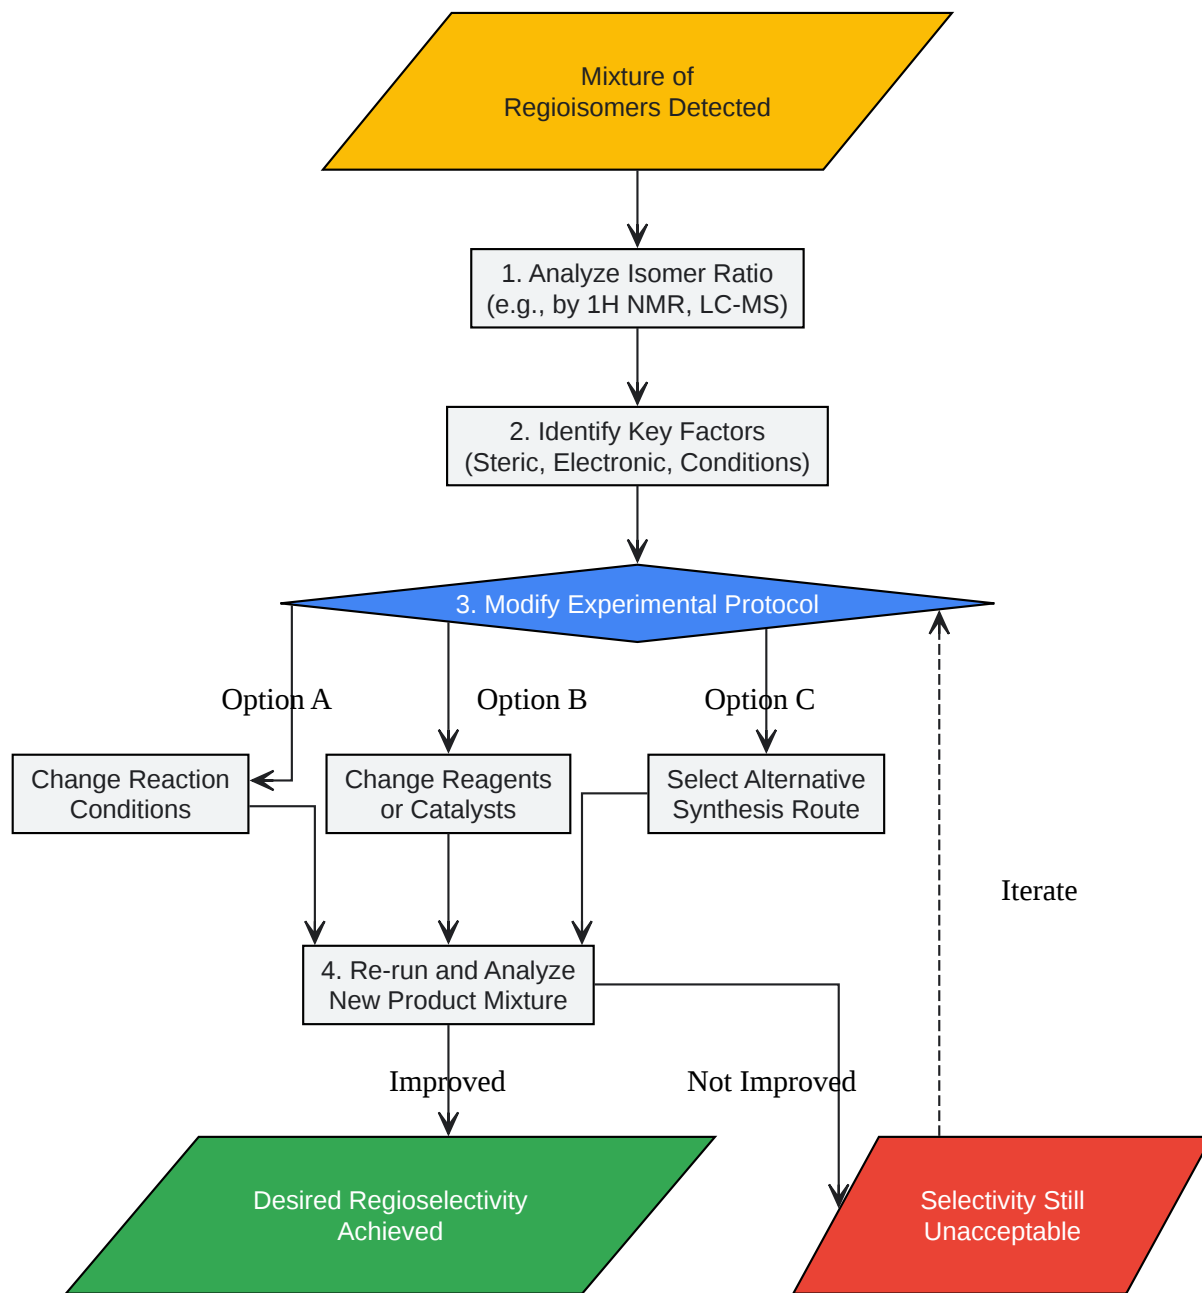 Mixture of
Regioisomers Detected
1. Analyze Isomer Ratio
(e.g., by 1H NMR, LC-MS)
2. Identify Key Factors
(Steric, Electronic, Conditions)
3. Modify Experimental Protocol
Option A
Option B
Option C
Change Reaction
Conditions
Change Reagents
or Catalysts
Select Alternative
Synthesis Route
Iterate
4. Re-run and Analyze
New Product Mixture
Improved
Not Improved
Desired Regioselectivity
Achieved
Selectivity Still
Unacceptable